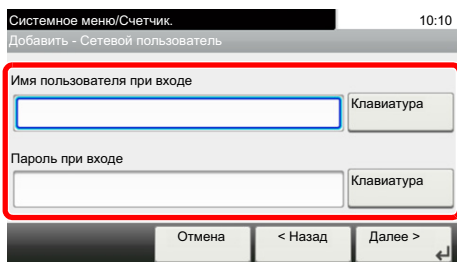 Системное меню/Счетчик. 10:10
Добавить - Сетевой пользователь
Имя пользователя при входе
Клавиатура
Пароль при входе
Клавиатура
Отмена < Назад Далее >